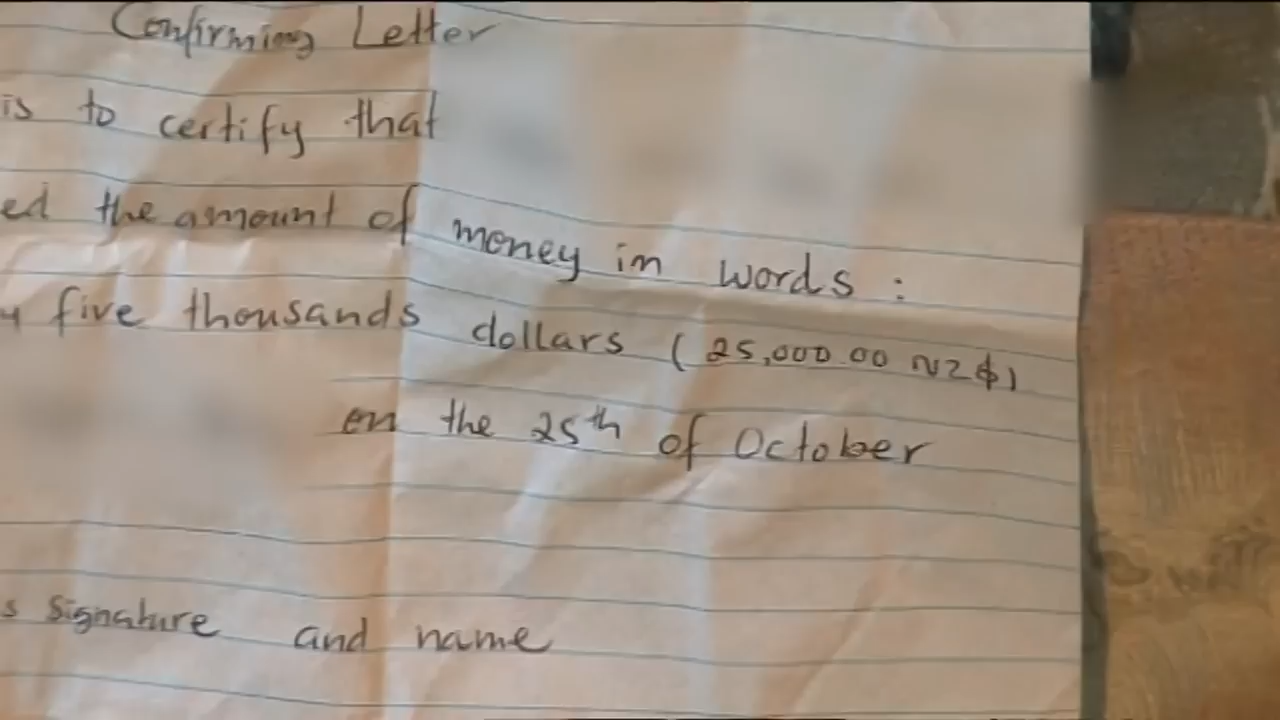 Confirming Letter
is to certify that
ed the amount of money in words :
y five thousands dollars (25,000.00 NZ$)
on the 25th of October
s Signature and name